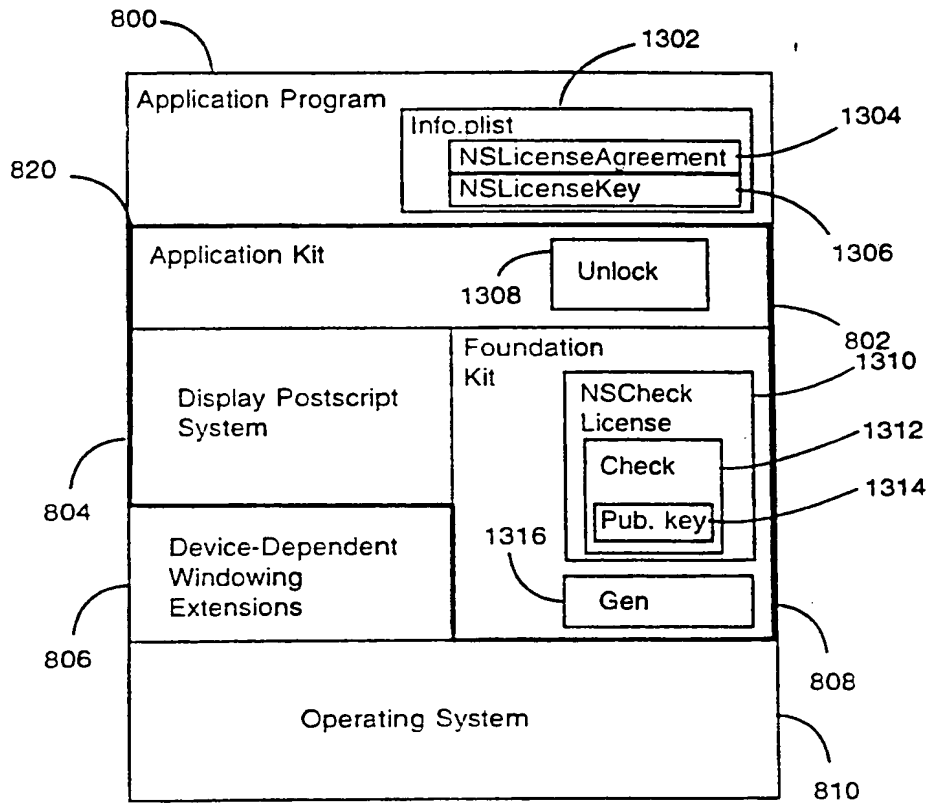 800
1302
Application Program
Info.plist
1304
NSLicenseAgreement
820
NSLicenseKey
Application Kit
1306
1308
Unlock
802
Foundation
Kit
1310
NSCheck
License
Display Postscript
System
1312
Check
1314
804
Pub. key
1316
Device-Dependent
Windowing
Extensions
Gen
806
808
Operating System
810